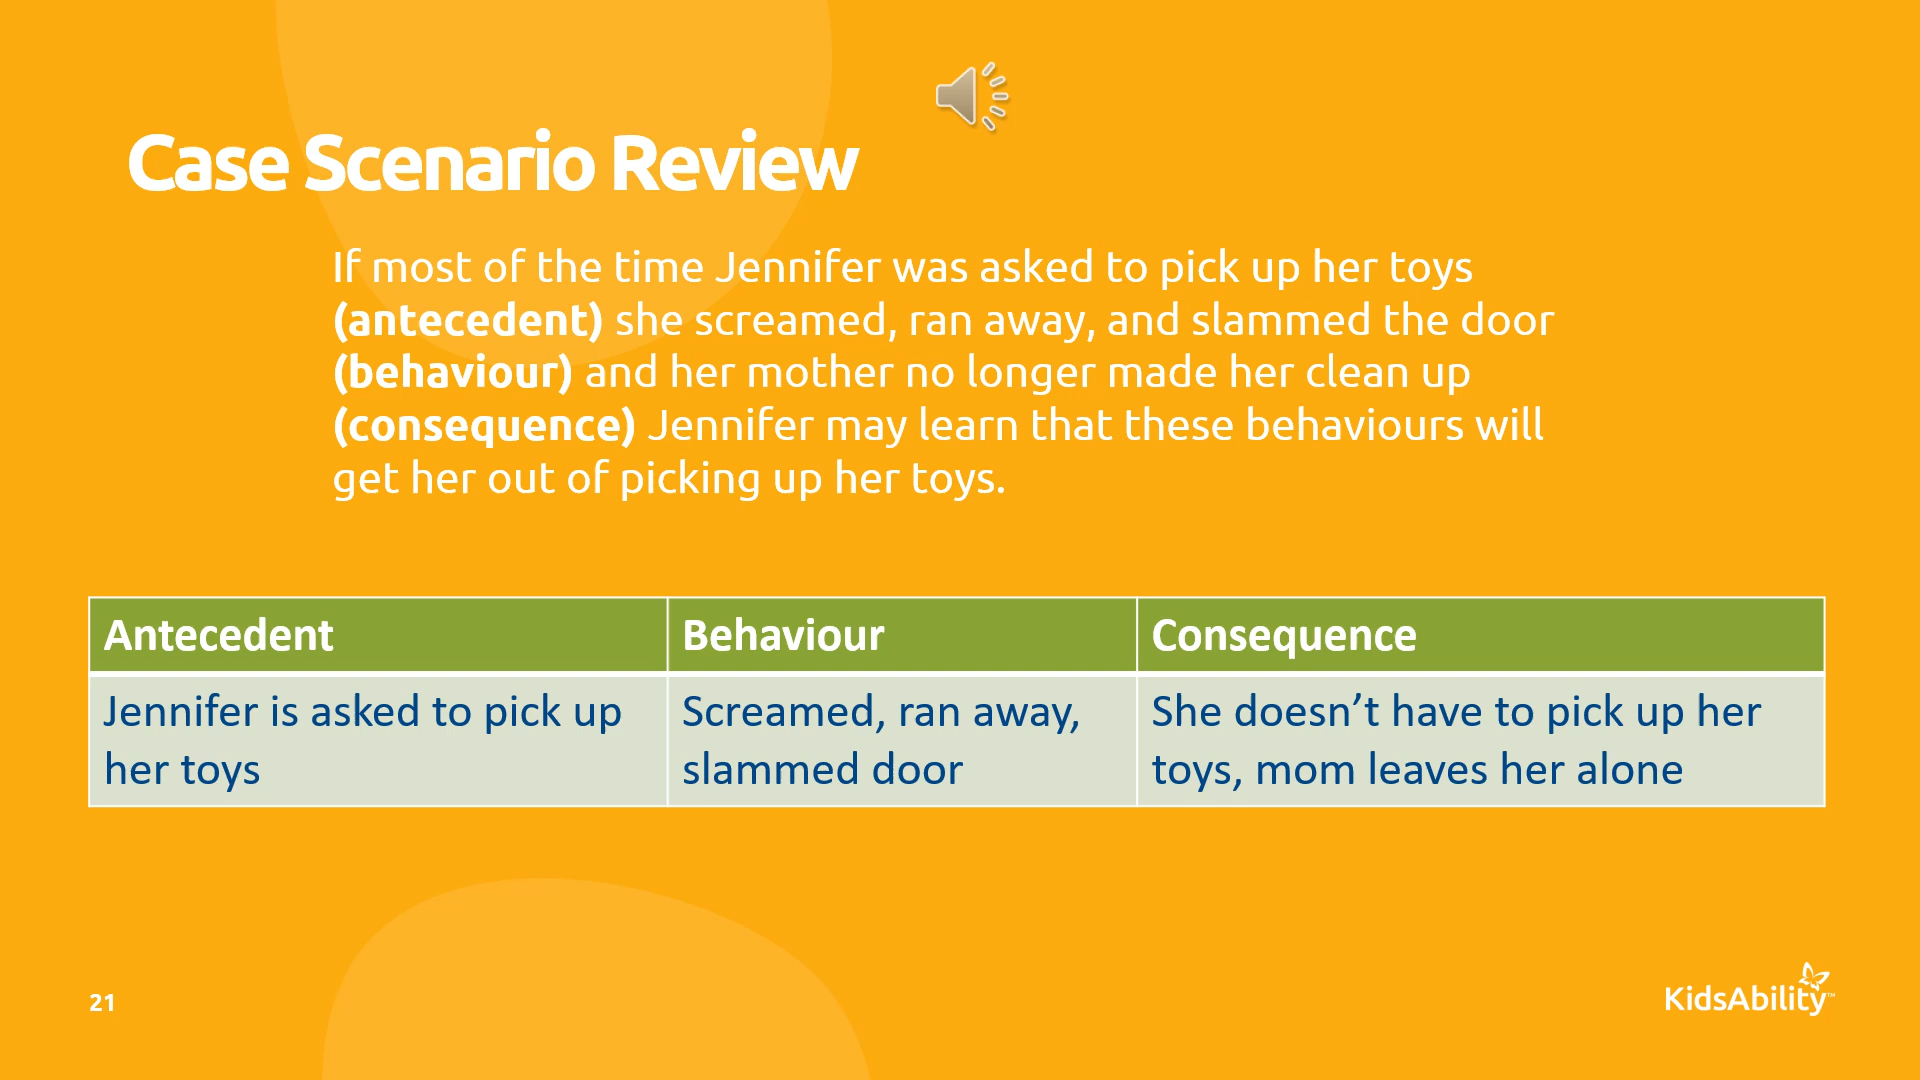 Case Scenario Review
If most of the time Jennifer was asked to pick up her toys
(antecedent) she screamed, ran away, and slammed the door
(behaviour) and her mother no longer made her clean up
(consequence) Jennifer may learn that these behaviours will
get her out of picking up her toys.
Antecedent Behaviour Consequence
Jennifer is asked to pick up
her toys
Screamed, ran away,
slammed door
She doesn’t have to pick up her
toys, mom leaves her alone
21
KidsAbility™